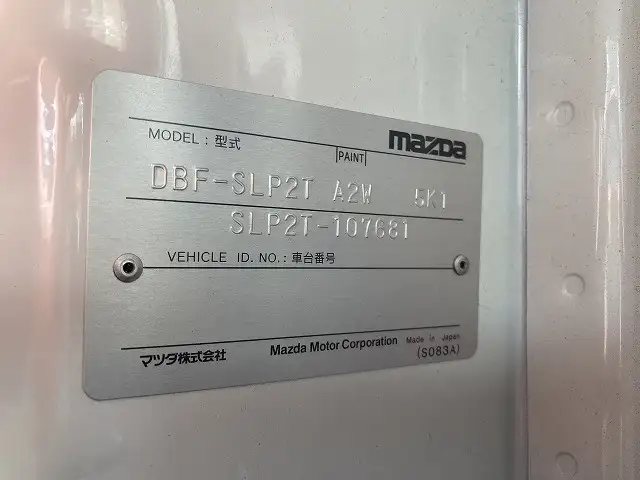 mazda
MODEL : 型式
PAINT
DBF-SLP2T A2W 5K1
SLP2T-107681
VEHICLE ID. NO. : 車台番号
マツダ株式会社 Mazda Motor Corporation Made in Japan
(S083A)